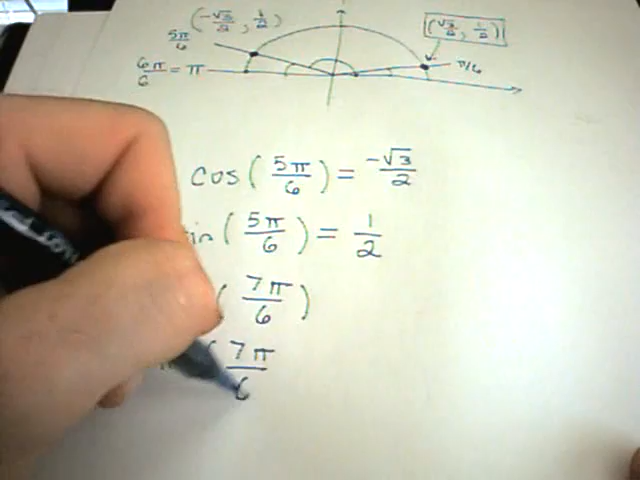 (-√3/2, 1/2)
(√3/2, 1/2)
5π/6
π/6
6π/6 = π
cos(5π/6) = -√3/2
in(5π/6) = 1/2
(7π/6)
(7π/6